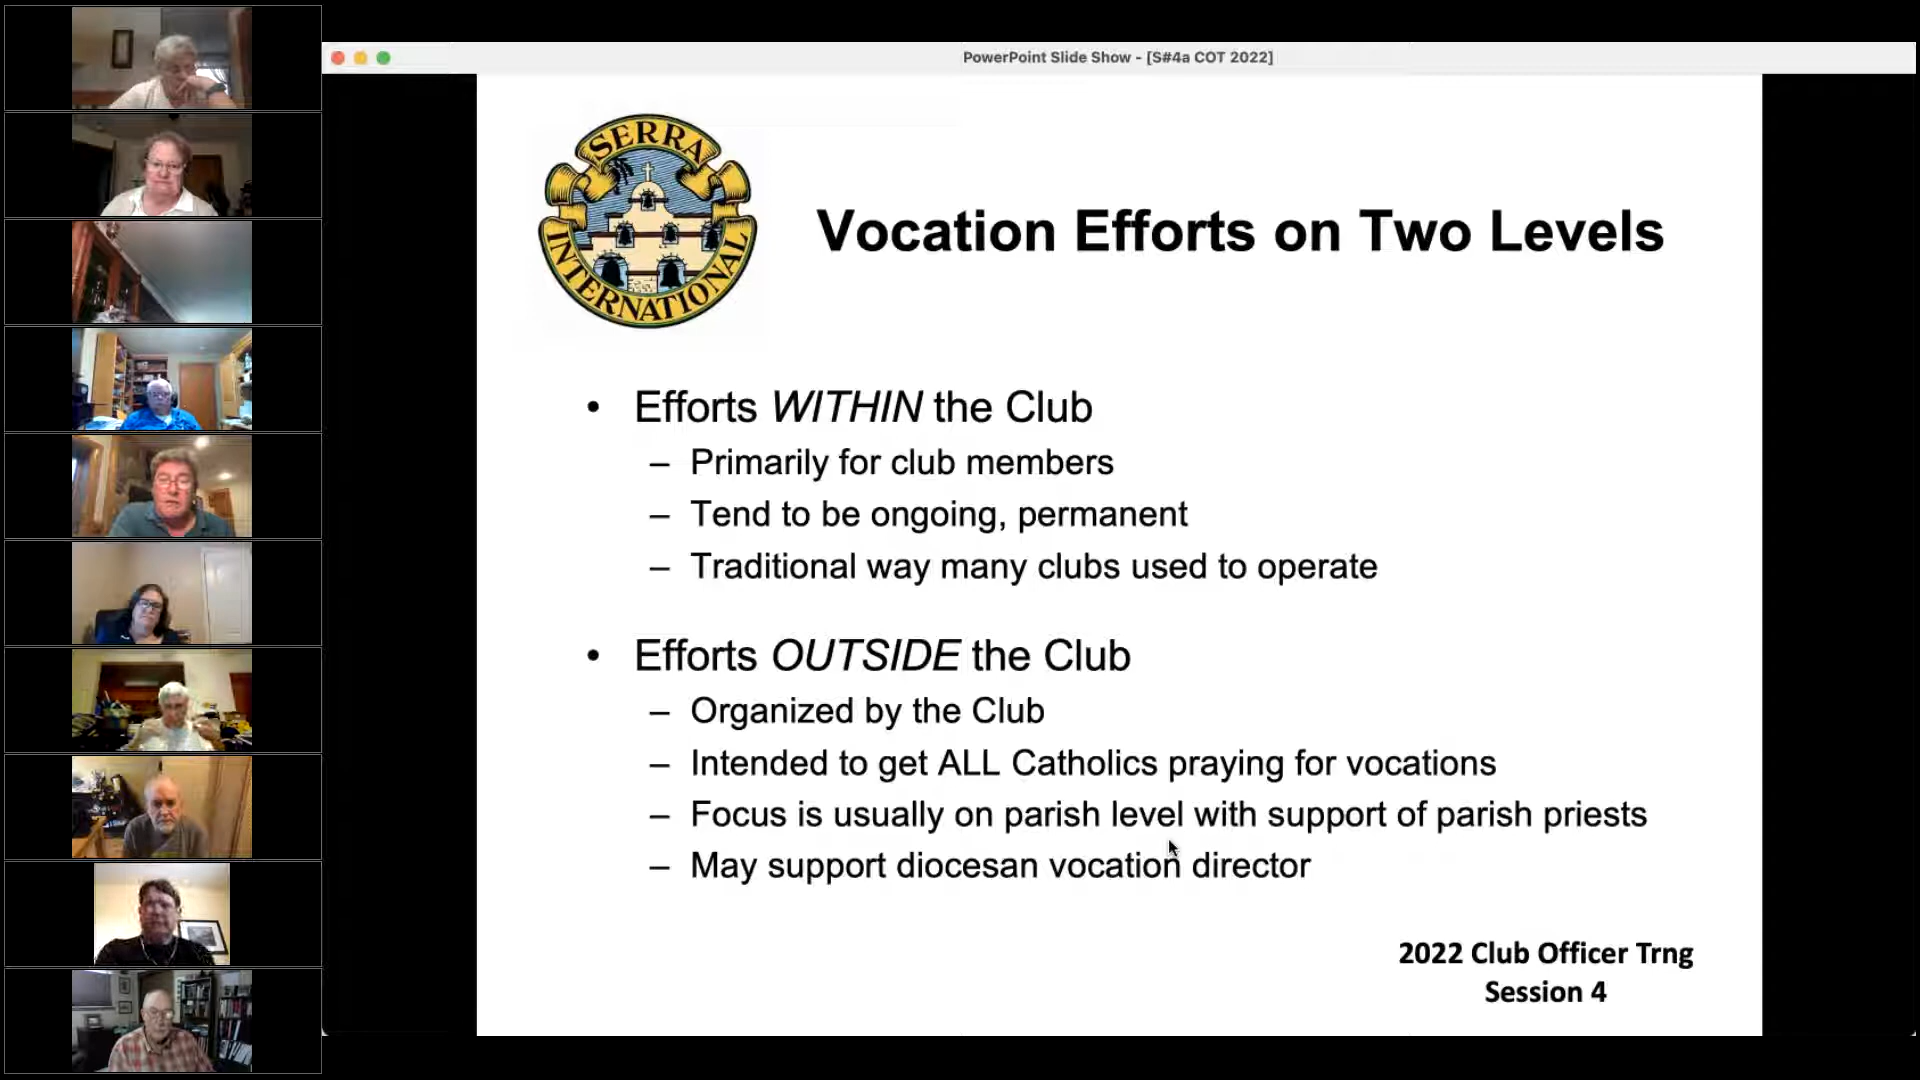 PowerPoint Slide Show - [S#4a COT 2022]
SERRA
INTERNATIONAL
Vocation Efforts on Two Levels
• Efforts WITHIN the Club
– Primarily for club members
– Tend to be ongoing, permanent
– Traditional way many clubs used to operate
• Efforts OUTSIDE the Club
– Organized by the Club
– Intended to get ALL Catholics praying for vocations
– Focus is usually on parish level with support of parish priests
– May support diocesan vocation director
2022 Club Officer Trng
Session 4